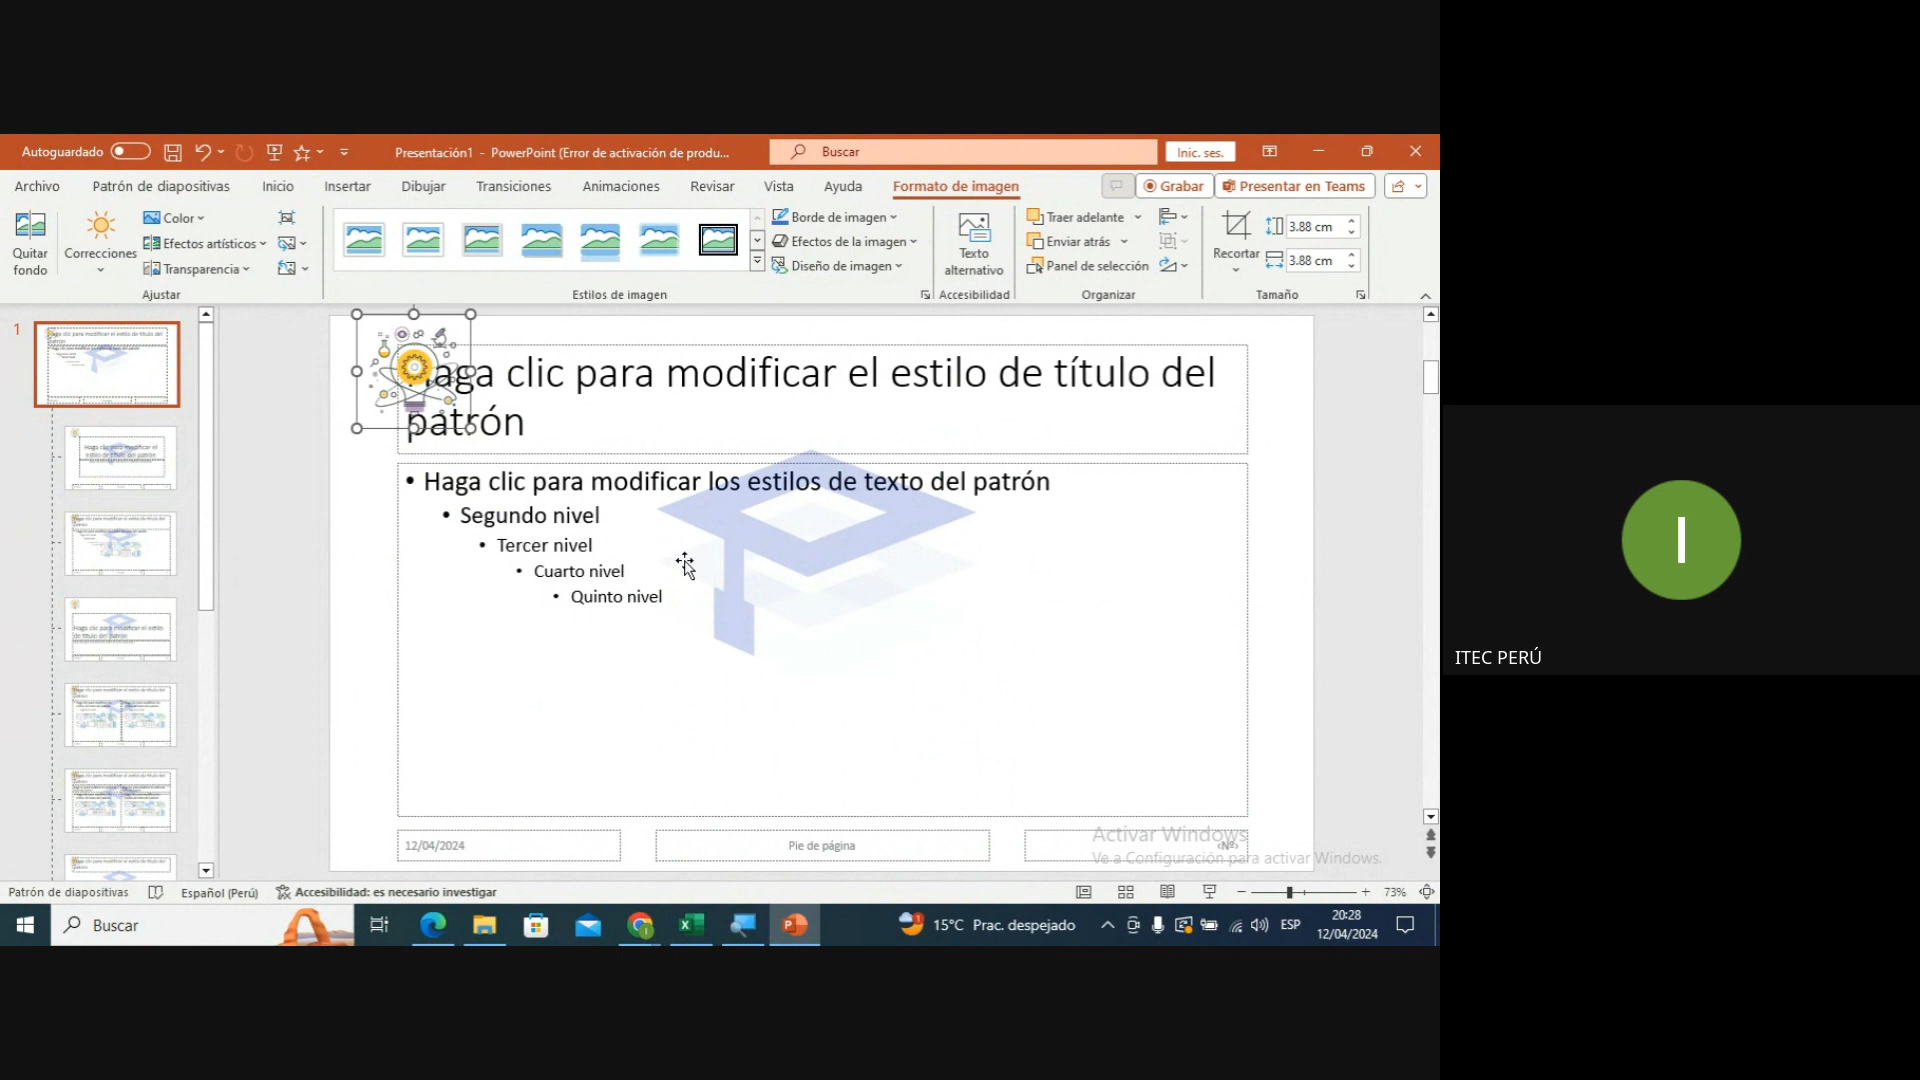 Autoguardado
Presentación1 - PowerPoint (Error de activación de produ...
Buscar
Inic. ses.
Archivo
Patrón de diapositivas
Inicio
Insertar
Dibujar
Transiciones
Animaciones
Revisar
Vista
Ayuda
Formato de imagen
Grabar
Presentar en Teams
Quitar fondo
Correcciones
Color
Efectos artísticos
Transparencia
Ajustar
Estilos de imagen
Borde de imagen
Efectos de la imagen
Diseño de imagen
Texto alternativo
Accesibilidad
Traer adelante
Enviar atrás
Panel de selección
Organizar
Recortar
3.88 cm
3.88 cm
Tamaño
1
Haga clic para modificar el estilo de título del
patrón
• Haga clic para modificar los estilos de texto del patrón
• Segundo nivel
• Tercer nivel
• Cuarto nivel
• Quinto nivel
12/04/2024
Pie de página
‹Nº›
Activar Windows
Ve a Configuración para activar Windows.
ITEC PERÚ
Patrón de diapositivas
Español (Perú)
Accesibilidad: es necesario investigar
73%
Buscar
15°C Prac. despejado
ESP
20:28
12/04/2024